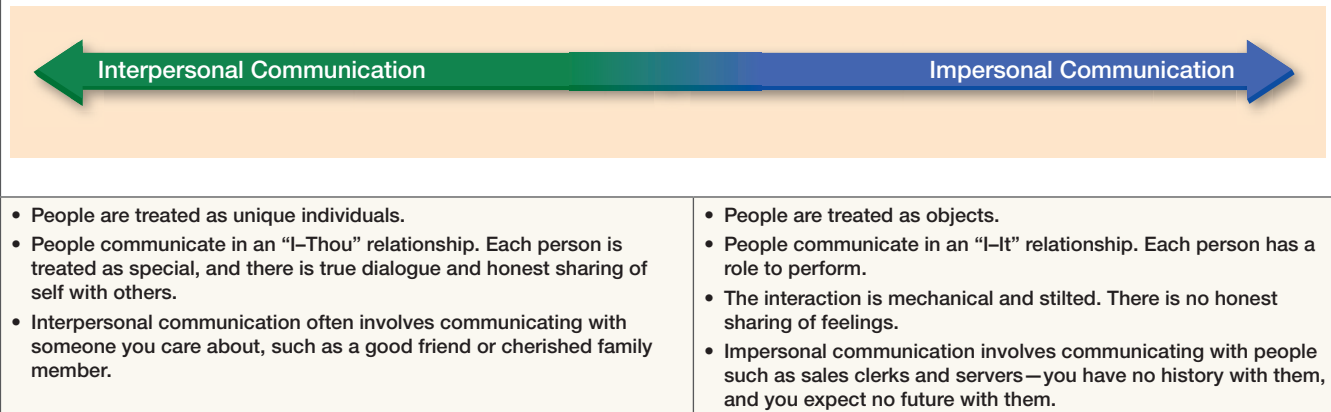 Interpersonal Communication
Impersonal Communication
• People are treated as unique individuals.
• People communicate in an “I–Thou” relationship. Each person is
treated as special, and there is true dialogue and honest sharing of
self with others.
• Interpersonal communication often involves communicating with
someone you care about, such as a good friend or cherished family
member.
• People are treated as objects.
• People communicate in an “I–It” relationship. Each person has a
role to perform.
• The interaction is mechanical and stilted. There is no honest
sharing of feelings.
• Impersonal communication involves communicating with people
such as sales clerks and servers—you have no history with them,
and you expect no future with them.